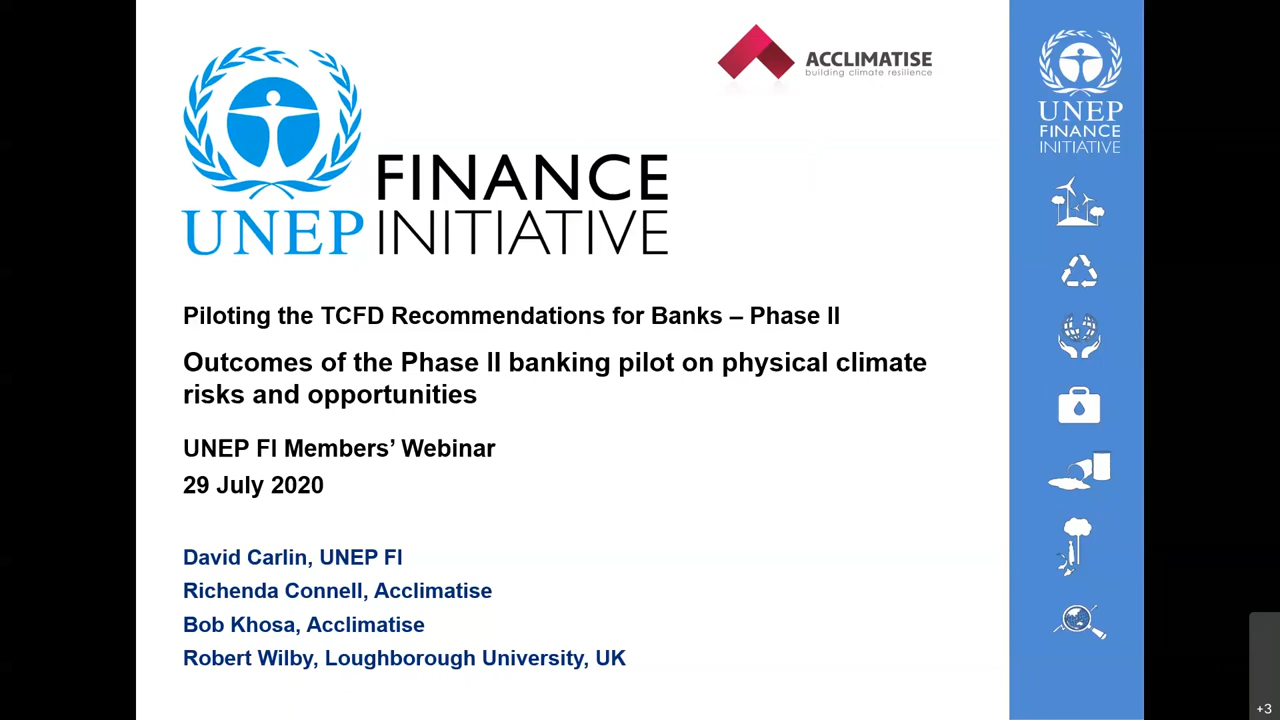 ACCLIMATISE
building climate resilience
UNEP
FINANCE
INITIATIVE
UNEP
FINANCE
INITIATIVE
Piloting the TCFD Recommendations for Banks – Phase II
Outcomes of the Phase II banking pilot on physical climate
risks and opportunities
UNEP FI Members’ Webinar
29 July 2020
David Carlin, UNEP FI
Richenda Connell, Acclimatise
Bob Khosa, Acclimatise
Robert Wilby, Loughborough University, UK
+3